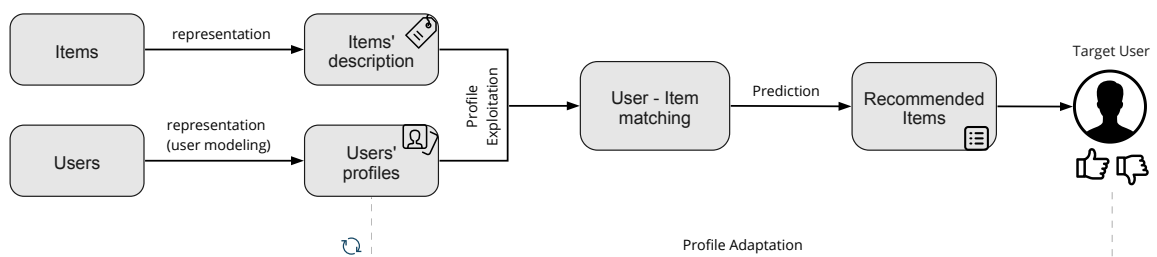 Items
representation
Items'
description
Users
representation
(user modeling)
Users'
profiles
Profile
Exploitation
User - Item
matching
Prediction
Recommended
Items
Target User
Profile Adaptation